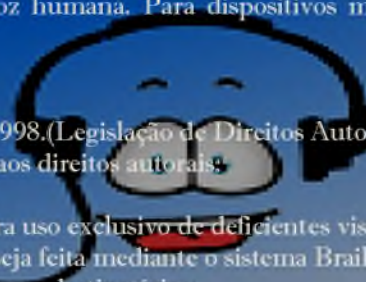 oz humana. Para dispositivos m
998.(Legislação de Direitos Auto
aos direitos autorais:
ra uso exclusivo de deficientes vis
eja feita mediante o sistema Brail